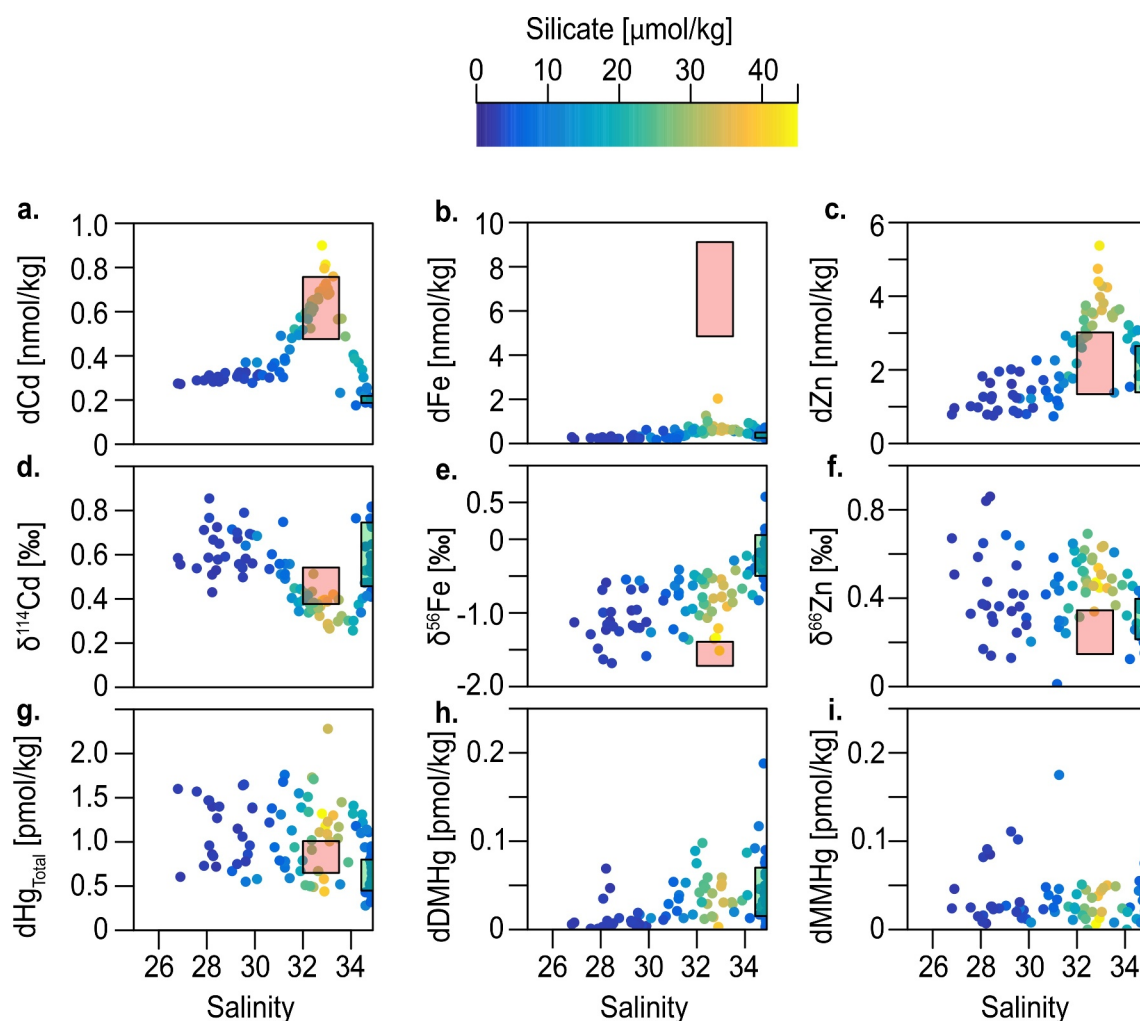 Silicate [µmol/kg]
0 10 20 30 40
a. b. c.
dCd [nmol/kg]
1.0
0.8
0.6
0.4
0.2
0
dFe [nmol/kg]
10
8
6
4
2
0
dZn [nmol/kg]
6
4
2
0
d. e. f.
δ¹¹⁴Cd [‰]
0.8
0.6
0.4
0.2
0
δ⁵⁶Fe [‰]
0.5
0
-1.0
-2.0
δ⁶⁶Zn [‰]
0.8
0.4
0
g. h. i.
dHgTotal [pmol/kg]
2.0
1.5
1.0
0.5
0
dDMHg [pmol/kg]
0.2
0.1
0
dMMHg [pmol/kg]
0.2
0.1
0
26 28 30 32 34
26 28 30 32 34
26 28 30 32 34
Salinity Salinity Salinity